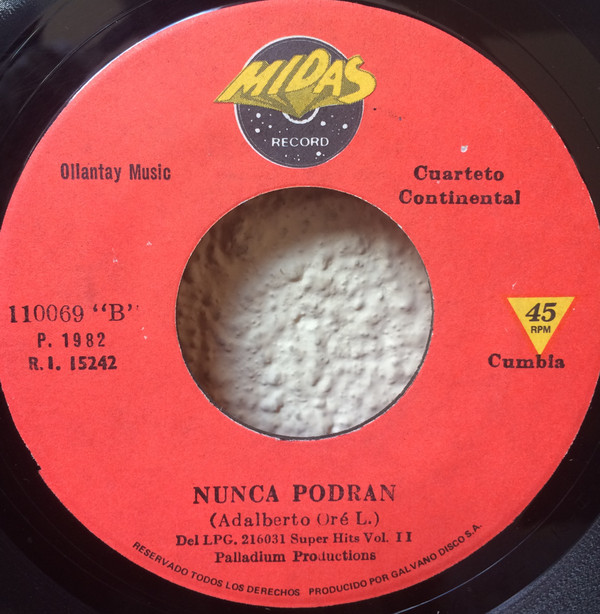 MIDAS
RECORD
Ollantay Music
Cuarteto
Continental
110069 "B"
P. 1982
R.I. 15242
45
RPM
Cumbia
NUNCA PODRAN
(Adalberto Oré L.)
Del LPG. 216031 Super Hits Vol. II
Palladium Productions
RESERVADO TODOS LOS DERECHOS PRODUCIDO POR GALVANO DISCO S.A.